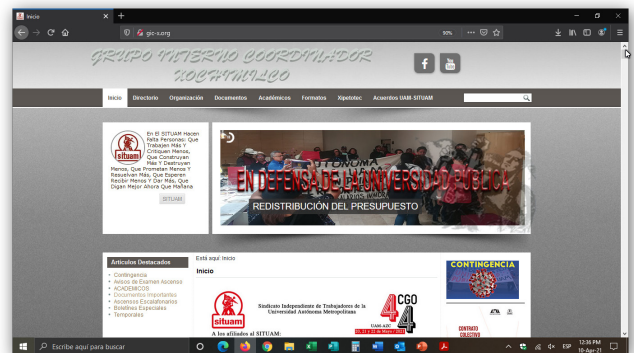 Inicio
gic-x.org
90%
GRUPO INTERNO COORDINADOR
XOCHIMILCO
f
You
Inicio Directorio Organización Documentos Académicos Formatos Xipetotec Acuerdos UAM-SITUAM
situam
En El SITUAM Hacen
Falta Personas: Que
Trabajen Más Y
Critiquen Menos,
Que Construyan
Más Y Destruyan
Menos, Que Prometan Menos Y
Resuelvan Más, Que Esperen
Recibir Menos Y Dar Más, Que
Digan Mejor Ahora Que Mañana
SITUAM
EN DEFENSA DE LA UNIVERSIDAD PÚBLICA
REDISTRIBUCIÓN DEL PRESUPUESTO
Artículos Destacados
Contingencia
Avisos de Examen Ascenso
ACADEMICOS
Documentos Importantes
Ascensos Escalafonarios
Boletines Especiales
Temporales
Está aquí: Inicio
Inicio
situam
Sindicato Independiente de Trabajadores de la
Universidad Autónoma Metropolitana
A los afiliados al SITUAM:
44 CGO
UAM-AZC
CONTINGENCIA
CONTRATO
COLECTIVO
Escribe aquí para buscar
ESP
12:36 PM
10-Apr-21